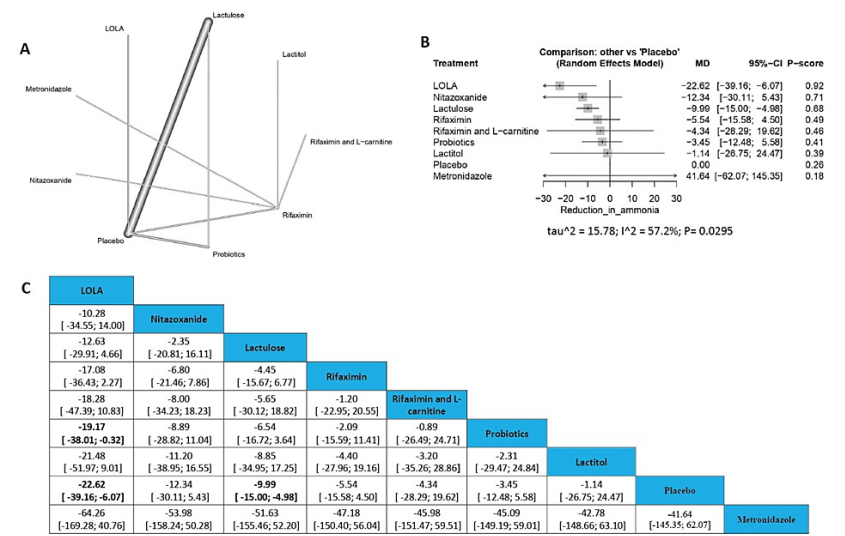 A
LOLA
Lactulose
Lactitol
Metronidazole
Rifaximin and L−carnitine
Nitazoxanide
Rifaximin
Placebo
Probiotics
B
Comparison: other vs 'Placebo'
Treatment (Random Effects Model) MD 95%−CI P−score
LOLA −22.62 [−39.16; −6.07] 0.92
Nitazoxanide −12.34 [−30.11; 5.43] 0.71
Lactulose −9.99 [−15.00; −4.98] 0.68
Rifaximin −5.54 [−15.58; 4.50] 0.49
Rifaximin and L−carnitine −4.34 [−28.29; 19.62] 0.46
Probiotics −3.45 [−12.48; 5.58] 0.41
Lactitol −1.14 [−26.75; 24.47] 0.39
Placebo 0.00 0.26
Metronidazole 41.64 [−62.07; 145.35] 0.18
−30 −20 −10 0 10 20 30
Reduction_in_ammonia
tau^2 = 15.78; I^2 = 57.2%; P= 0.0295
C
LOLA
-10.28 Nitazoxanide
[ -34.55; 14.00]
-12.63 -2.35 Lactulose
[ -29.91; 4.66] [ -20.81; 16.11]
-17.08 -6.80 -4.45 Rifaximin
[ -36.43; 2.27] [ -21.46; 7.86] [ -15.67; 6.77]
-18.28 -8.00 -5.65 -1.20 Rifaximin and L-
[ -47.39; 10.83] [ -34.23; 18.23] [ -30.12; 18.82] [ -22.95; 20.55] carnitine
-19.17 -8.89 -6.54 -2.09 -0.89 Probiotics
[ -38.01; -0.32] [ -28.82; 11.04] [ -16.72; 3.64] [ -15.59; 11.41] [ -26.49; 24.71]
-21.48 -11.20 -8.85 -4.40 -3.20 -2.31 Lactitol
[ -51.97; 9.01] [ -38.95; 16.55] [ -34.95; 17.25] [ -27.96; 19.16] [ -35.26; 28.86] [ -29.47; 24.84]
-22.62 -12.34 -9.99 -5.54 -4.34 -3.45 -1.14 Placebo
[ -39.16; -6.07] [ -30.11; 5.43] [ -15.00; -4.98] [ -15.58; 4.50] [ -28.29; 19.62] [ -12.48; 5.58] [ -26.75; 24.47]
-64.26 -53.98 -51.63 -47.18 -45.98 -45.09 -42.78 -41.64 Metronidazole
[ -169.28; 40.76] [ -158.24; 50.28] [ -155.46; 52.20] [ -150.40; 56.04] [ -151.47; 59.51] [ -149.19; 59.01] [ -148.66; 63.10] [-145.35; 62.07]